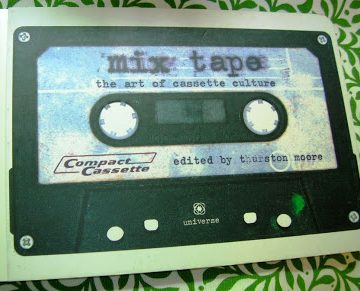 mix tape
the art of cassette culture
Compact
Cassette
edited by thurston moore
universe